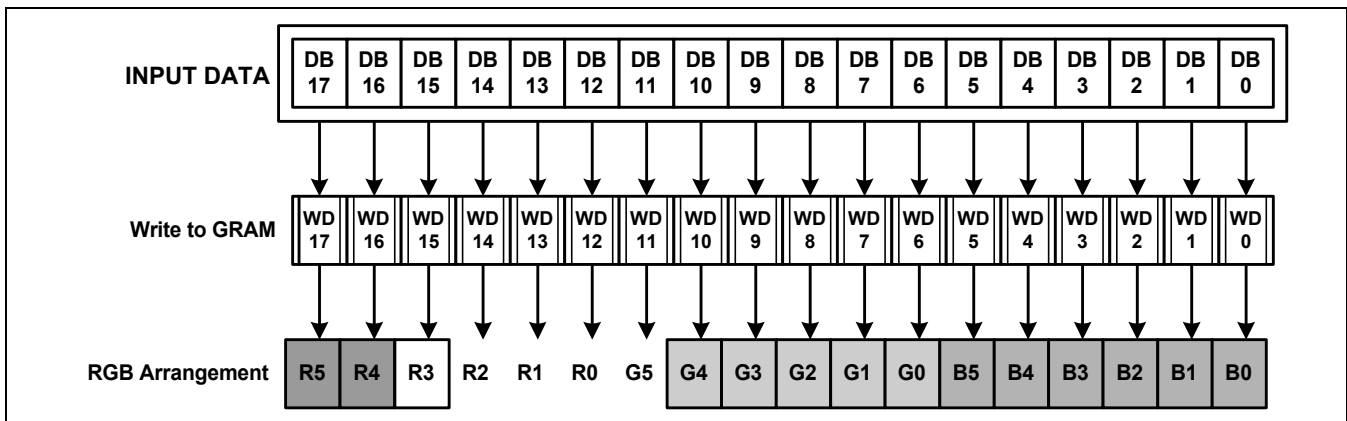 INPUT DATA DB DB DB DB DB DB DB DB DB DB DB DB DB DB DB DB DB DB
17 16 15 14 13 12 11 10 9 8 7 6 5 4 3 2 1 0
Write to GRAM WD WD WD WD WD WD WD WD WD WD WD WD WD WD WD WD WD WD
17 16 15 14 13 12 11 10 9 8 7 6 5 4 3 2 1 0
RGB Arrangement R5 R4 R3 R2 R1 R0 G5 G4 G3 G2 G1 G0 B5 B4 B3 B2 B1 B0